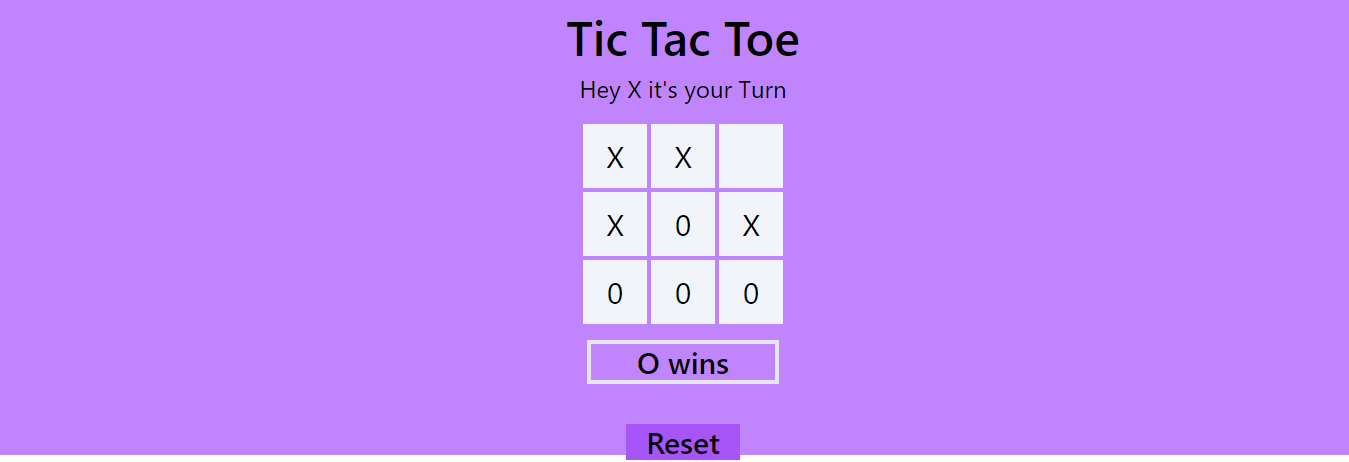 Tic Tac Toe
Hey X it's your Turn
X X
X 0 X
0 0 0
O wins
Reset